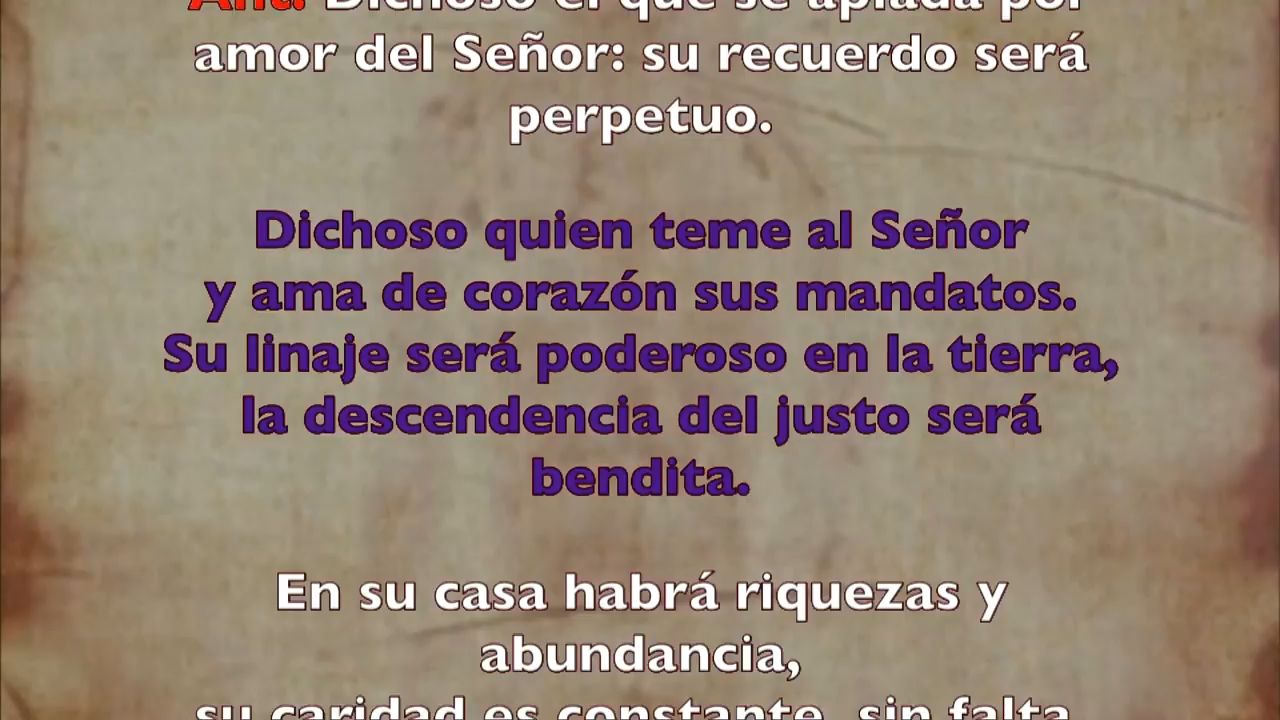 Ant. Dichoso el que se apiada por
amor del Señor: su recuerdo será
perpetuo.
Dichoso quien teme al Señor
y ama de corazón sus mandatos.
Su linaje será poderoso en la tierra,
la descendencia del justo será
bendita.
En su casa habrá riquezas y
abundancia,
su caridad es constante, sin falta.